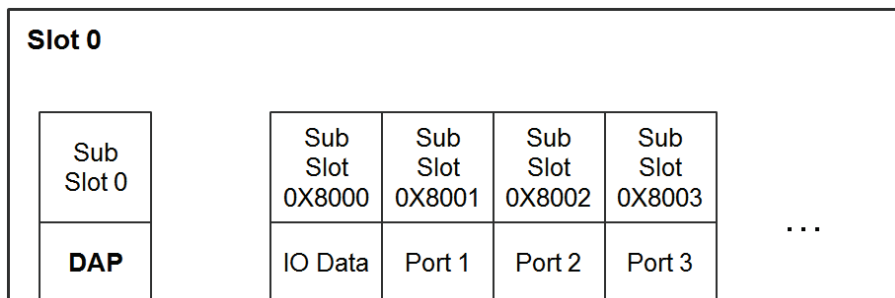 Slot 0
Sub
Slot 0
DAP
Sub
Slot
0X8000
IO Data
Sub
Slot
0X8001
Port 1
Sub
Slot
0X8002
Port 2
Sub
Slot
0X8003
Port 3
...